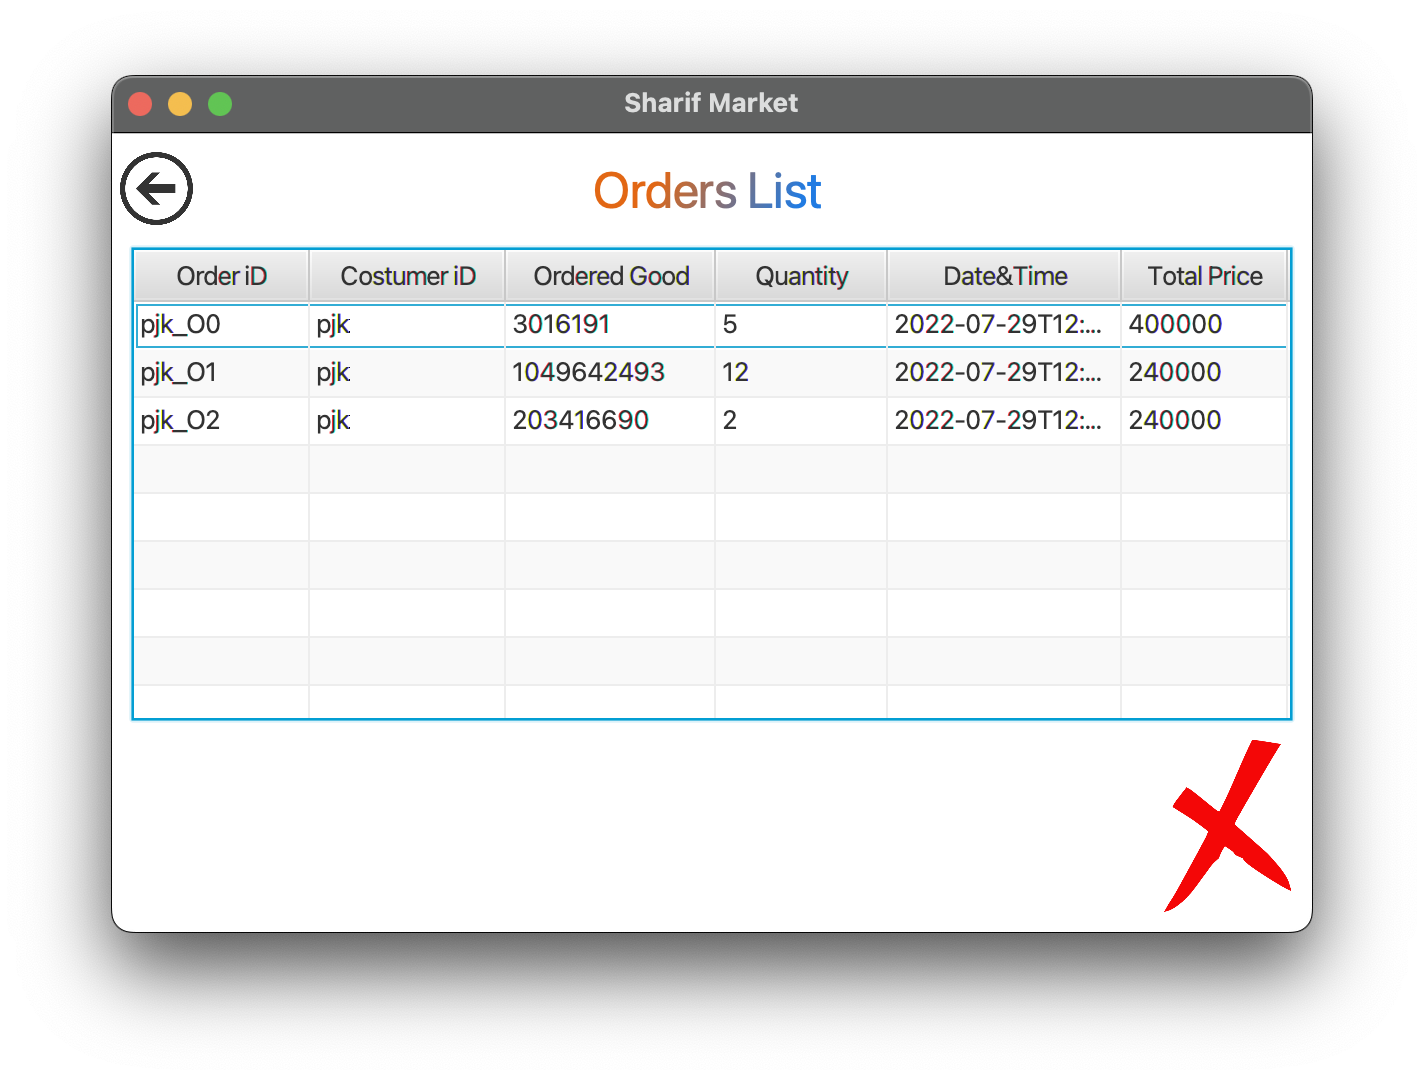 Sharif Market
Orders List
Order iD Costumer iD Ordered Good Quantity Date&Time Total Price
pjk_O0 pjk 3016191 5 2022-07-29T12:... 400000
pjk_O1 pjk 1049642493 12 2022-07-29T12:... 240000
pjk_O2 pjk 203416690 2 2022-07-29T12:... 240000